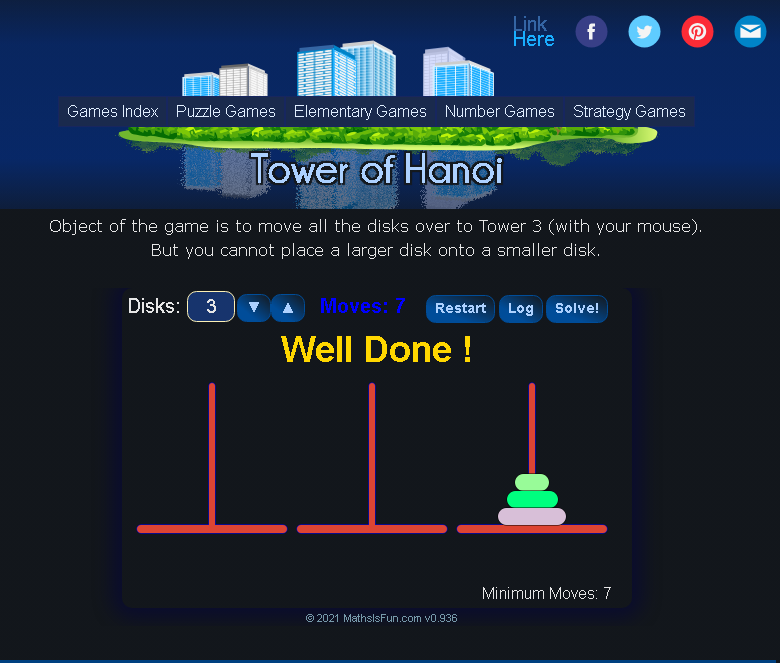 Link
Here
Games Index Puzzle Games Elementary Games Number Games Strategy Games
Tower of Hanoi
Object of the game is to move all the disks over to Tower 3 (with your mouse).
But you cannot place a larger disk onto a smaller disk.
Disks: 3 ▼ ▲ Moves: 7 Restart Log Solve!
Well Done !
Minimum Moves: 7
© 2021 MathsIsFun.com v0.936